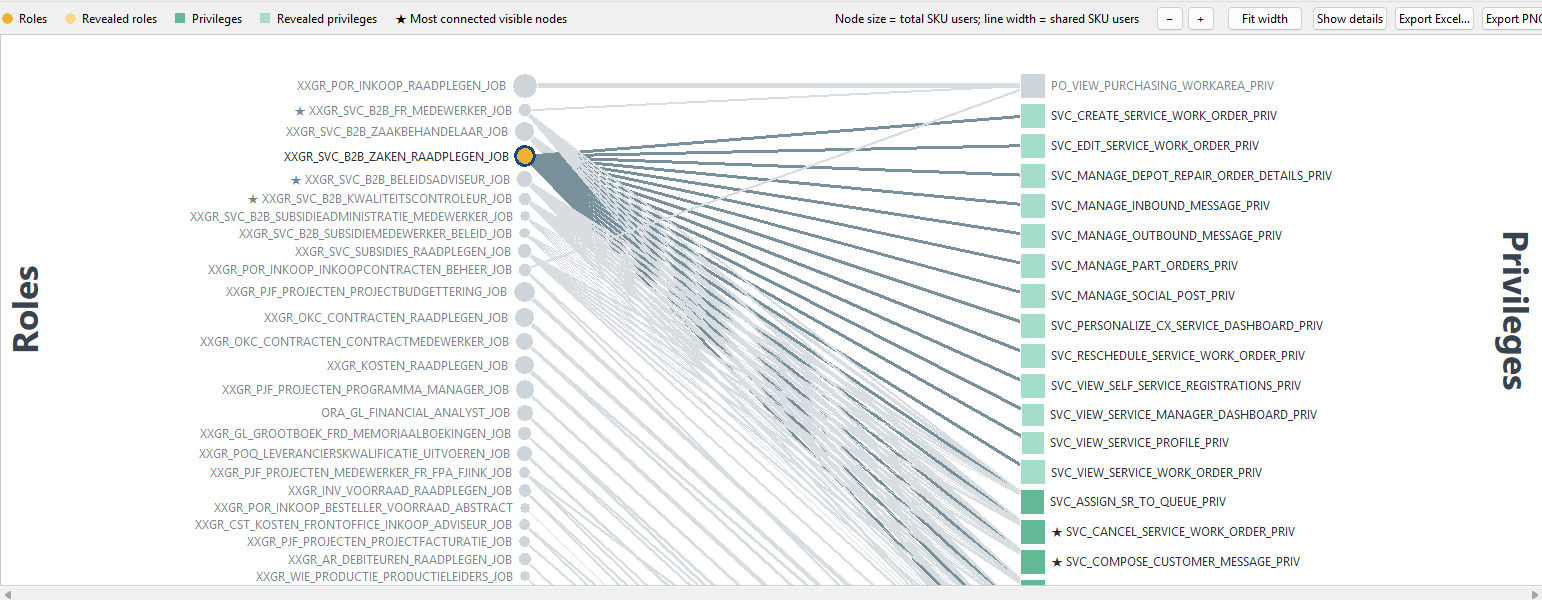 Roles Revealed roles Privileges Revealed privileges ★ Most connected visible nodes Node size = total SKU users; line width = shared SKU users − + Fit width Show details Export Excel... Export PNG
Roles
XXGR_POR_INKOOP_RAADPLEGEN_JOB
★ XXGR_SVC_B2B_FR_MEDEWERKER_JOB
XXGR_SVC_B2B_ZAAKBEHANDELAAR_JOB
XXGR_SVC_B2B_ZAKEN_RAADPLEGEN_JOB
★ XXGR_SVC_B2B_BELEIDSADVISEUR_JOB
★ XXGR_SVC_B2B_KWALITEITSCONTROLEUR_JOB
XXGR_SVC_B2B_SUBSIDIEADMINISTRATIE_MEDEWERKER_JOB
XXGR_SVC_B2B_SUBSIDIEMEDEWERKER_BELEID_JOB
XXGR_SVC_SUBSIDIES_RAADPLEGEN_JOB
XXGR_POR_INKOOP_INKOOPCONTRACTEN_BEHEER_JOB
XXGR_PJF_PROJECTEN_PROJECTBUDGETTERING_JOB
XXGR_OKC_CONTRACTEN_RAADPLEGEN_JOB
XXGR_OKC_CONTRACTEN_CONTRACTMEDEWERKER_JOB
XXGR_KOSTEN_RAADPLEGEN_JOB
XXGR_PJF_PROJECTEN_PROGRAMMA_MANAGER_JOB
ORA_GL_FINANCIAL_ANALYST_JOB
XXGR_GL_GROOTBOEK_FRD_MEMORIAALBOEKINGEN_JOB
XXGR_POQ_LEVERANCIERSKWALIFICATIE_UITVOEREN_JOB
XXGR_PJF_PROJECTEN_MEDEWERKER_FR_FPA_FJINK_JOB
XXGR_INV_VOORRAAD_RAADPLEGEN_JOB
XXGR_POR_INKOOP_BESTELLER_VOORRAAD_ABSTRACT
XXGR_CST_KOSTEN_FRONTOFFICE_INKOOP_ADVISEUR_JOB
XXGR_PJF_PROJECTEN_PROJECTFACTURATIE_JOB
XXGR_AR_DEBITEUREN_RAADPLEGEN_JOB
XXGR_WIE_PRODUCTIE_PRODUCTIELEIDERS_JOB
PO_VIEW_PURCHASING_WORKAREA_PRIV
SVC_CREATE_SERVICE_WORK_ORDER_PRIV
SVC_EDIT_SERVICE_WORK_ORDER_PRIV
SVC_MANAGE_DEPOT_REPAIR_ORDER_DETAILS_PRIV
SVC_MANAGE_INBOUND_MESSAGE_PRIV
SVC_MANAGE_OUTBOUND_MESSAGE_PRIV
SVC_MANAGE_PART_ORDERS_PRIV
SVC_MANAGE_SOCIAL_POST_PRIV
SVC_PERSONALIZE_CX_SERVICE_DASHBOARD_PRIV
SVC_RESCHEDULE_SERVICE_WORK_ORDER_PRIV
SVC_VIEW_SELF_SERVICE_REGISTRATIONS_PRIV
SVC_VIEW_SERVICE_MANAGER_DASHBOARD_PRIV
SVC_VIEW_SERVICE_PROFILE_PRIV
SVC_VIEW_SERVICE_WORK_ORDER_PRIV
SVC_ASSIGN_SR_TO_QUEUE_PRIV
★ SVC_CANCEL_SERVICE_WORK_ORDER_PRIV
★ SVC_COMPOSE_CUSTOMER_MESSAGE_PRIV
Privileges